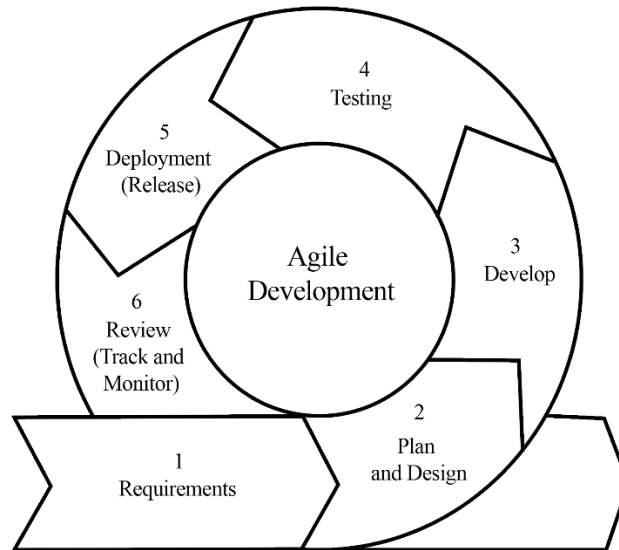 Agile
Development
1
Requirements
2
Plan
and Design
3
Develop
4
Testing
5
Deployment
(Release)
6
Review
(Track and
Monitor)